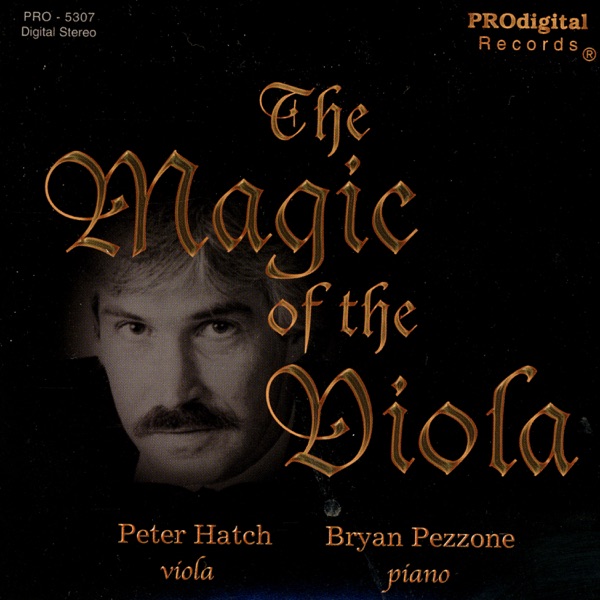 PRO - 5307
Digital Stereo
PROdigital
Records®
The
Magic
of the
Viola
Peter Hatch
viola
Bryan Pezzone
piano